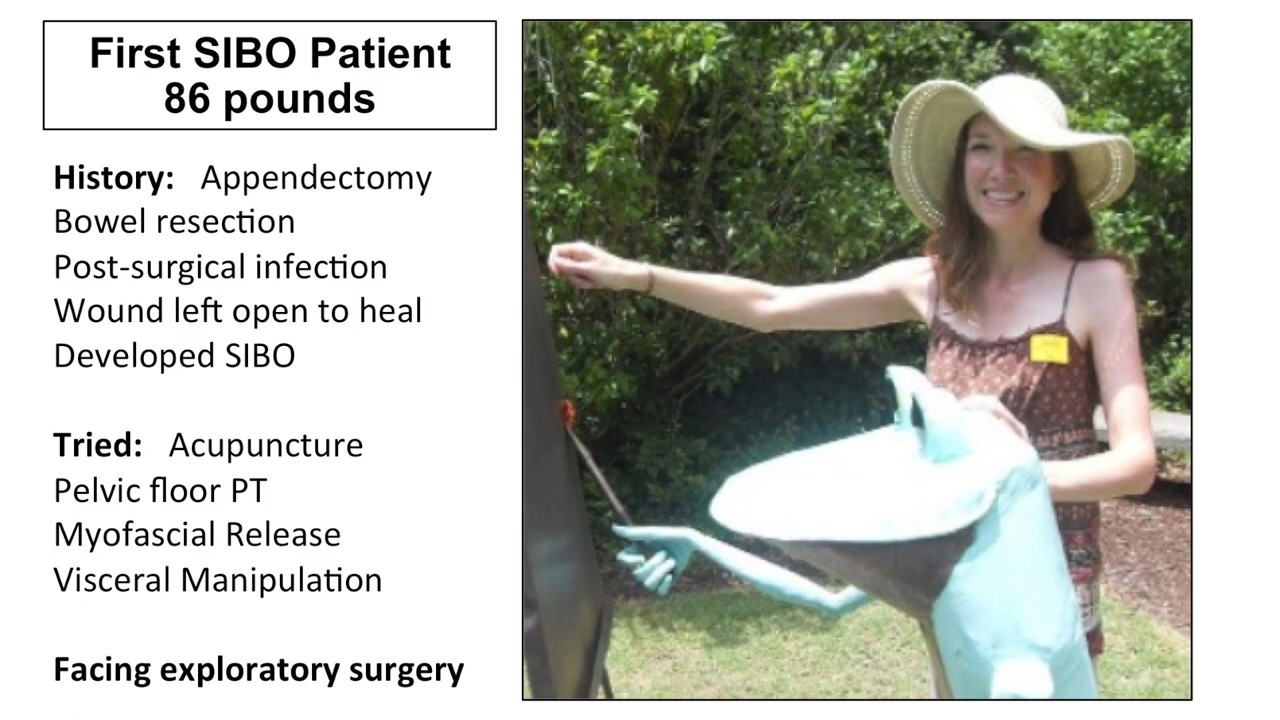 First SIBO Patient
86 pounds
History: Appendectomy
Bowel resection
Post-surgical infection
Wound left open to heal
Developed SIBO
Tried: Acupuncture
Pelvic floor PT
Myofascial Release
Visceral Manipulation
Facing exploratory surgery